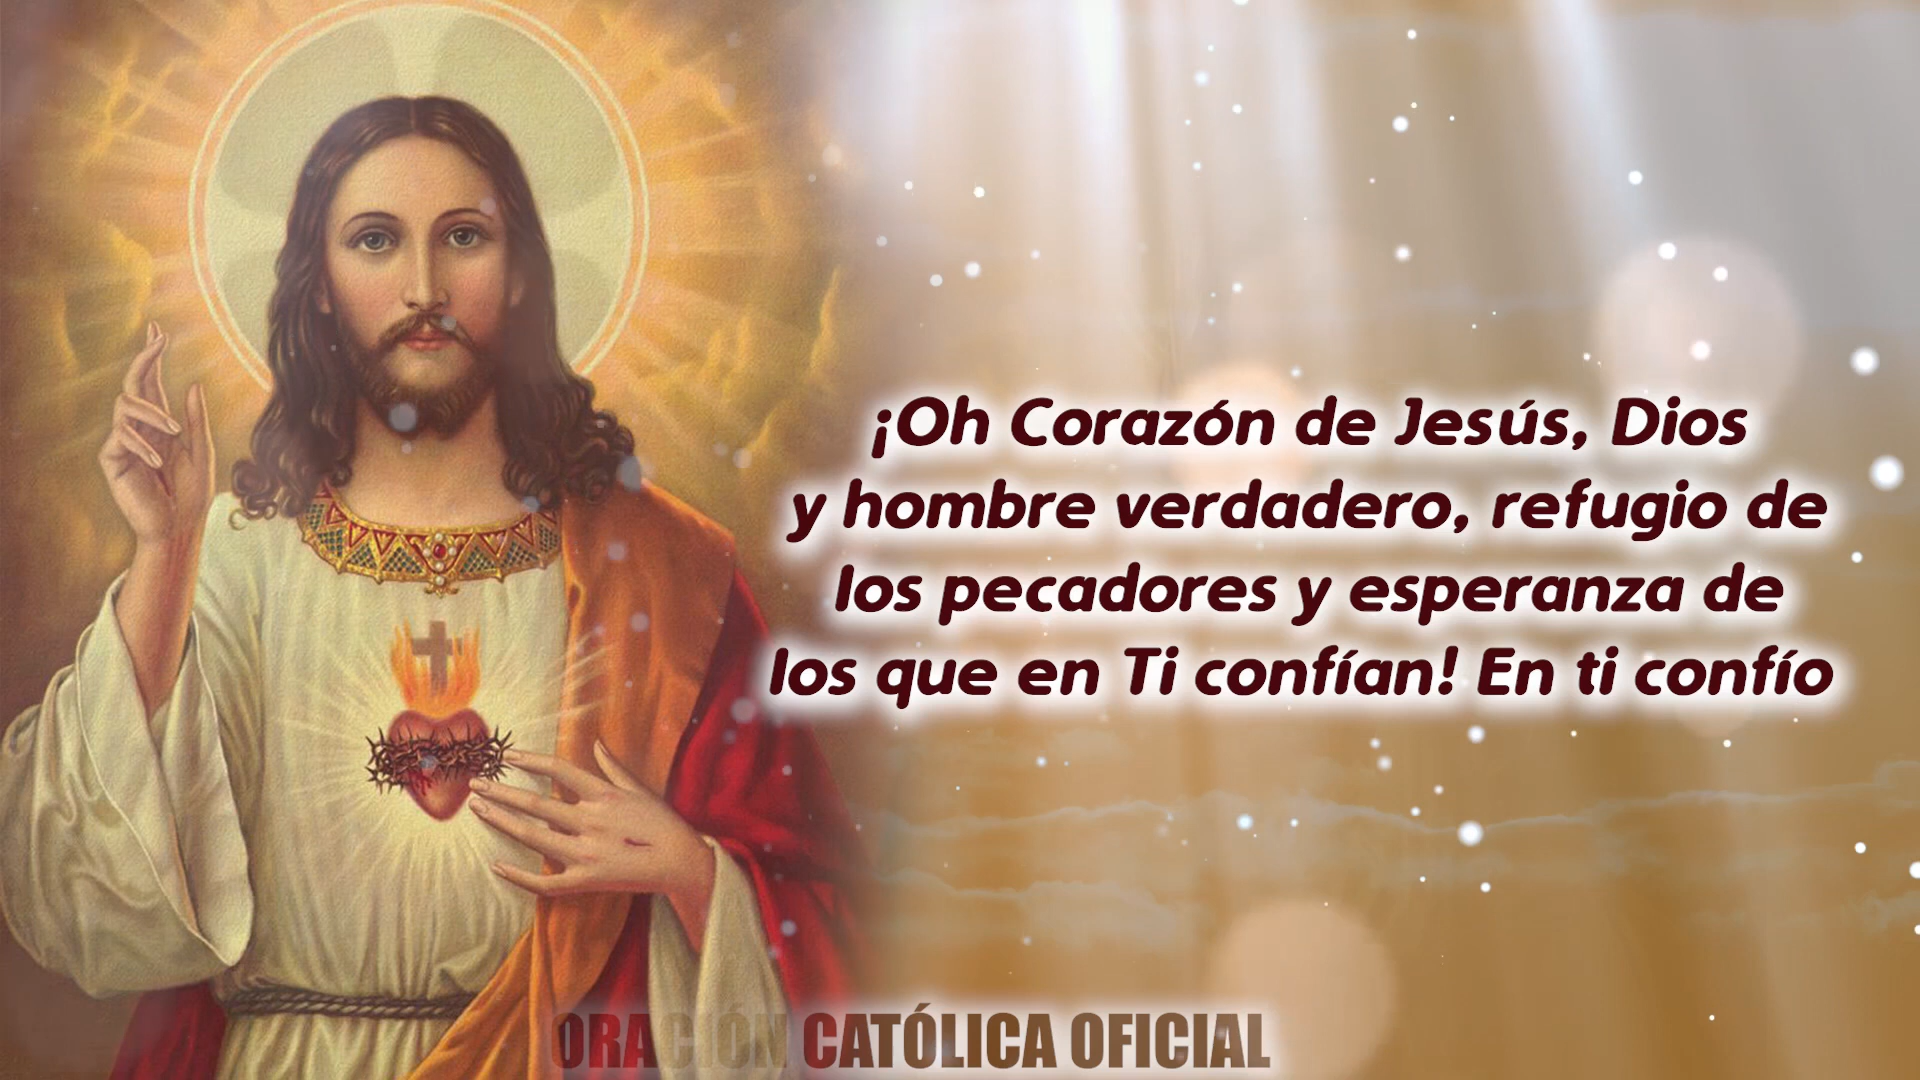 ¡Oh Corazón de Jesús, Dios
y hombre verdadero, refugio de
los pecadores y esperanza de
los que en Ti confían! En ti confío
ORACIÓN CATÓLICA OFICIAL